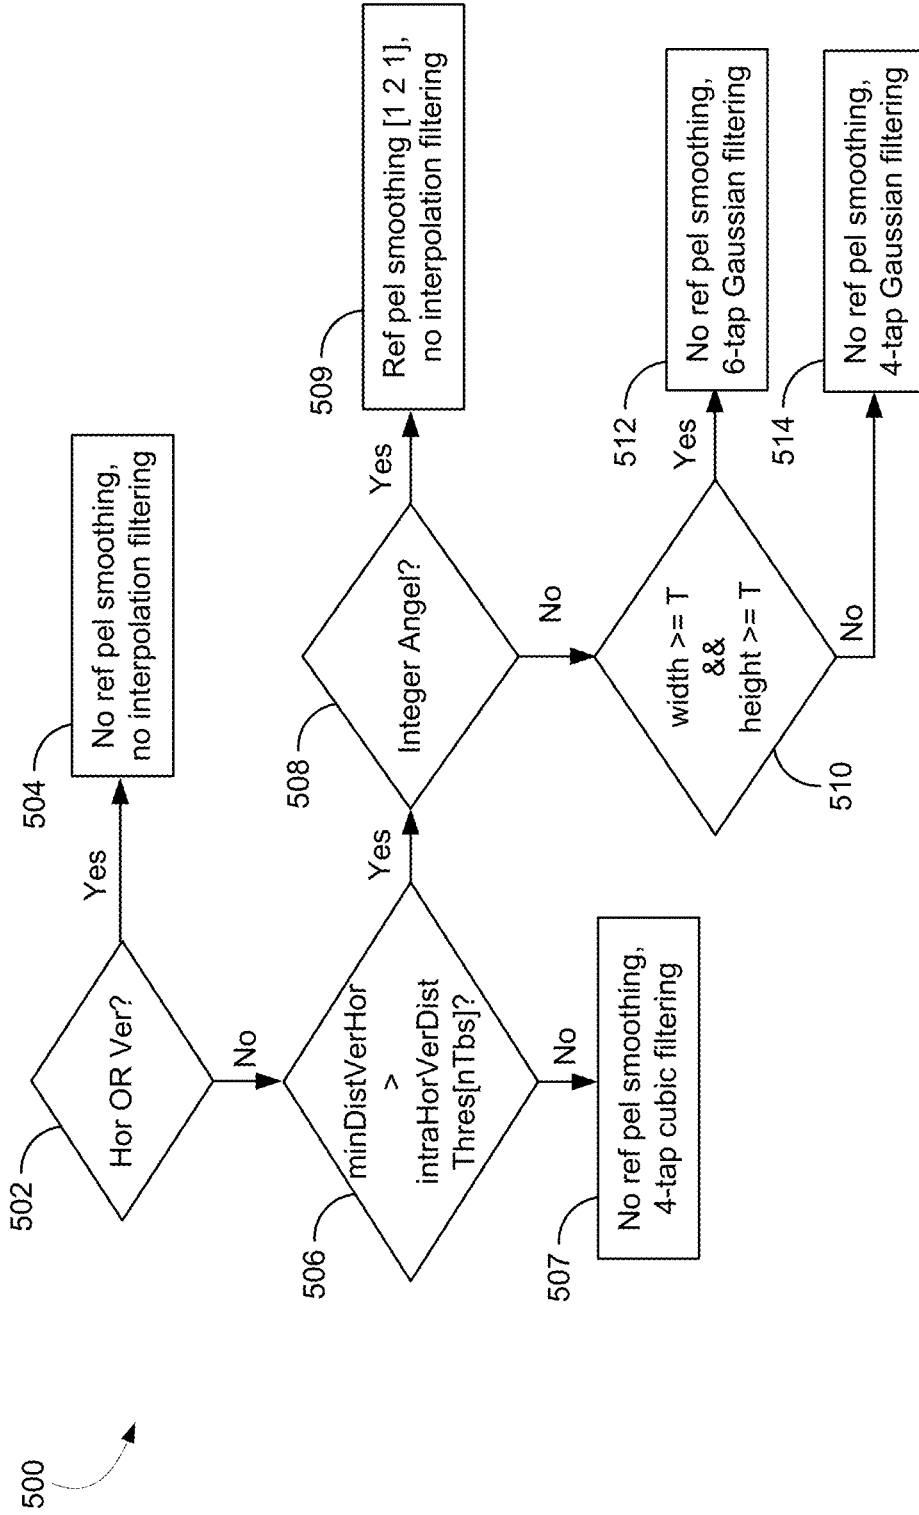 500
502
Hor OR Ver?
Yes
504
No ref pel smoothing,
no interpolation filtering
No
506
minDistVerHor
>
intraHorVerDist
Thres[nTbs]?
Yes
No
507
No ref pel smoothing,
4-tap cubic filtering
508
Integer Angel?
Yes
509
Ref pel smoothing [1 2 1],
no interpolation filtering
No
510
width >= T
&&
height >= T
Yes
512
No ref pel smoothing,
6-tap Gaussian filtering
No
514
No ref pel smoothing,
4-tap Gaussian filtering